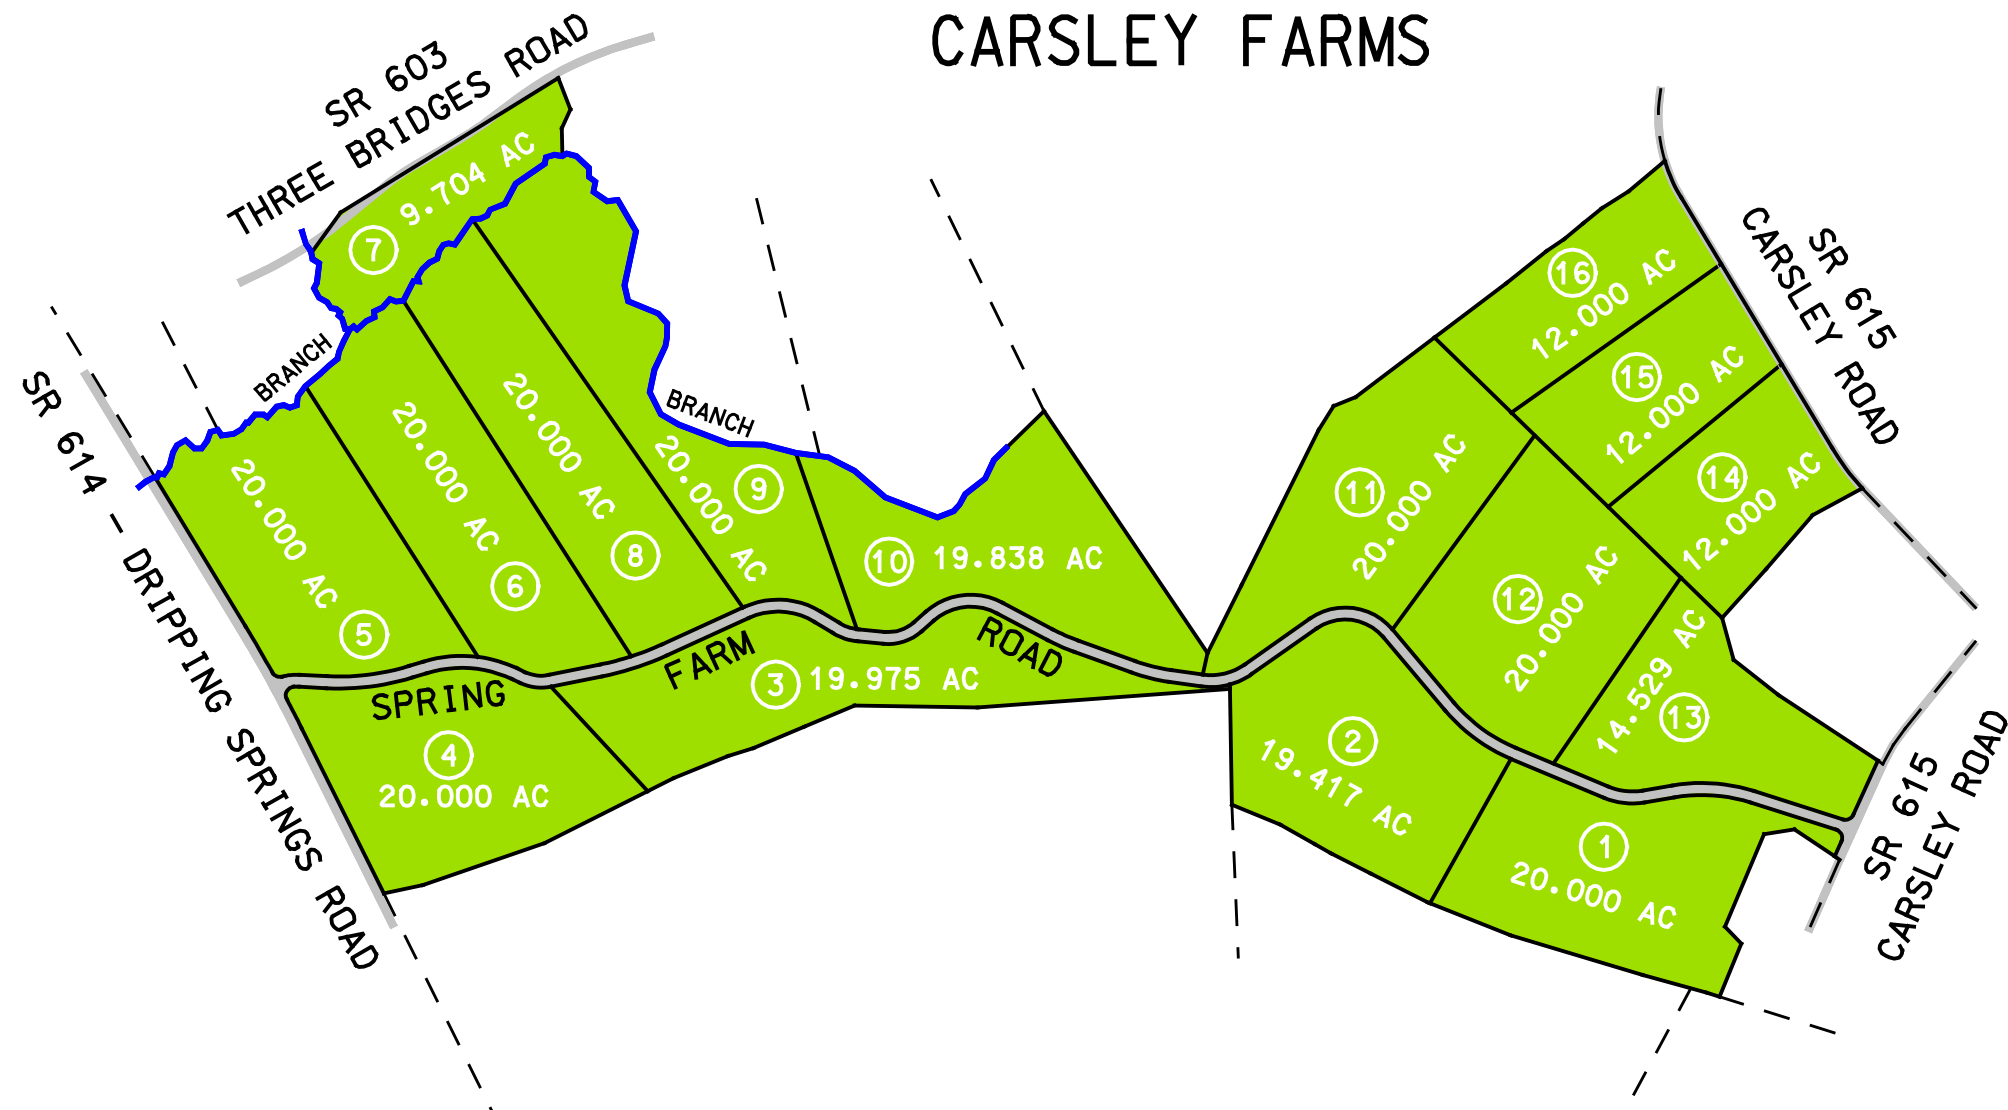 CARSLEY FARMS
SR 603
THREE BRIDGES ROAD
7
9.704 AC
BRANCH
SR 614 - DRIPPING SPRINGS ROAD
20.000 AC
5
20.000 AC
6
20.000 AC
8
20.000 AC
9
BRANCH
10
19.838 AC
SPRING FARM ROAD
3
19.975 AC
4
20.000 AC
16
12.000 AC
15
12.000 AC
14
12.000 AC
SR 615
CARSLEY ROAD
11
20.000 AC
12
20.000 AC
14.529 AC
13
2
19.417 AC
1
20.000 AC
SR 615
CARSLEY ROAD